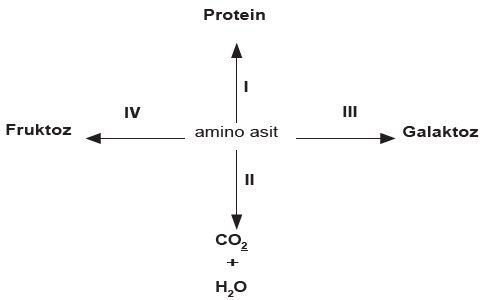 Protein
I
IV
III
Fruktoz
amino asit
Galaktoz
II
CO₂
+
H₂O